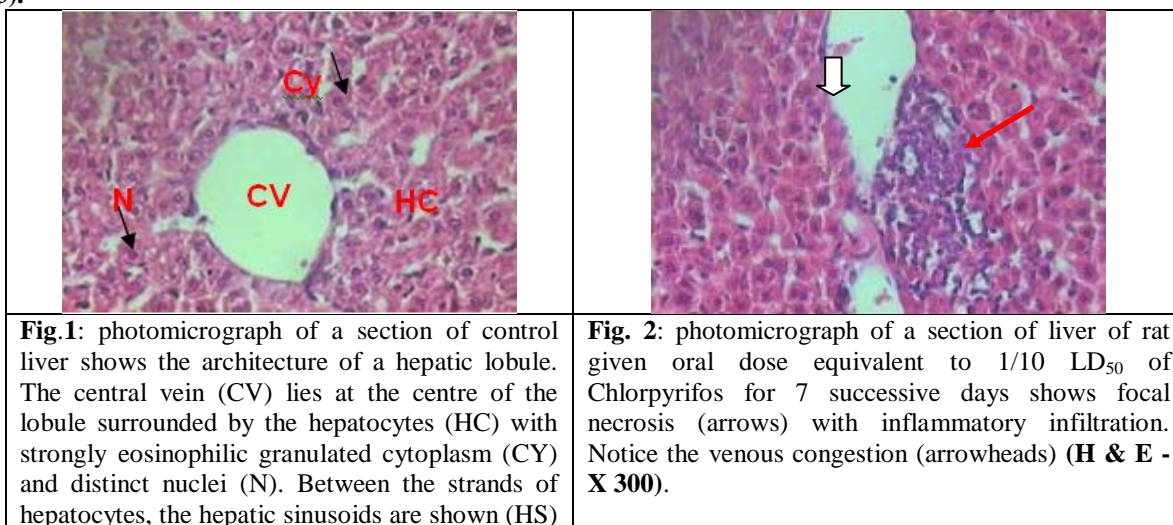 Cy
N
CV
HC
Fig.1: photomicrograph of a section of control
liver shows the architecture of a hepatic lobule.
The central vein (CV) lies at the centre of the
lobule surrounded by the hepatocytes (HC) with
strongly eosinophilic granulated cytoplasm (CY)
and distinct nuclei (N). Between the strands of
hepatocytes, the hepatic sinusoids are shown (HS)
Fig. 2: photomicrograph of a section of liver of rat
given oral dose equivalent to 1/10 LD50 of
Chlorpyrifos for 7 successive days shows focal
necrosis (arrows) with inflammatory infiltration.
Notice the venous congestion (arrowheads) (H & E -
X 300).